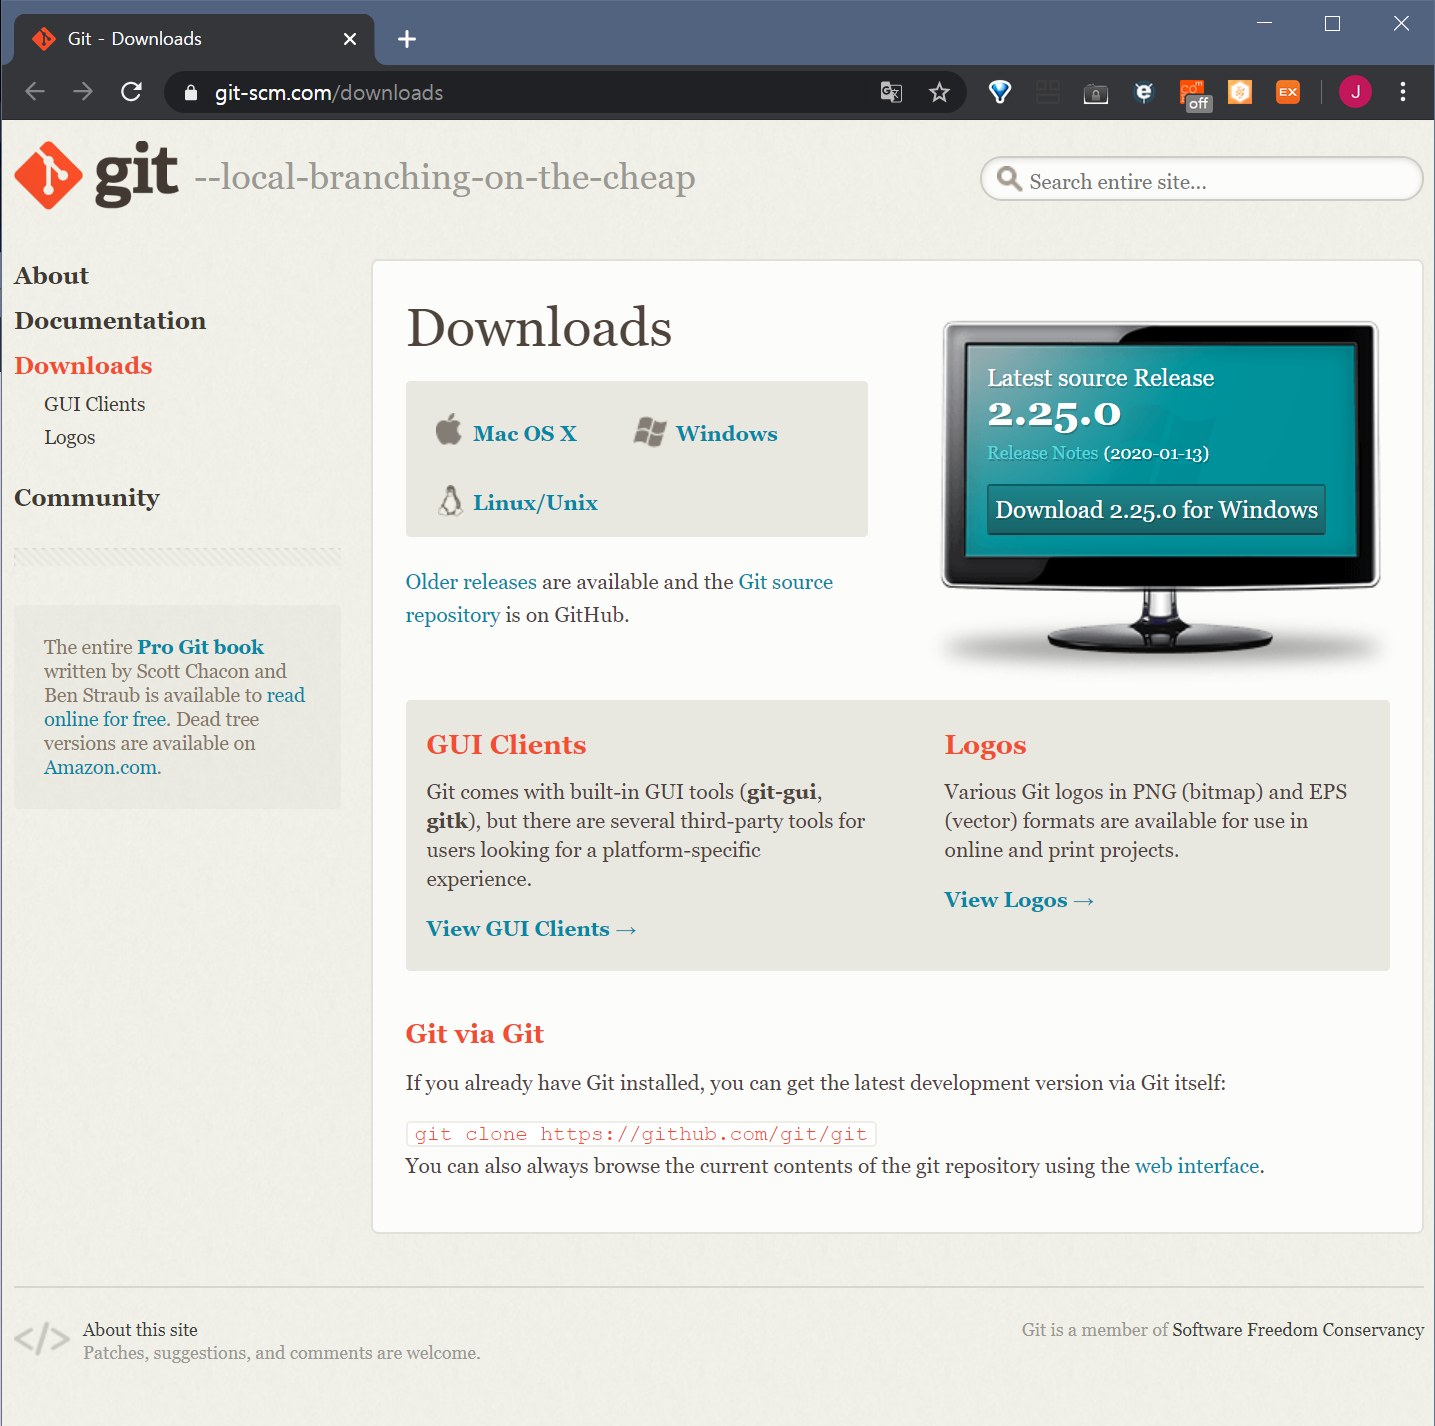 Git - Downloads
git-scm.com/downloads
off
EX
J
git --local-branching-on-the-cheap
Search entire site...
About
Documentation
Downloads
GUI Clients
Logos
Community
The entire Pro Git book
written by Scott Chacon and
Ben Straub is available to read
online for free. Dead tree
versions are available on
Amazon.com.
Downloads
Mac OS X
Windows
Linux/Unix
Older releases are available and the Git source
repository is on GitHub.
Latest source Release
2.25.0
Release Notes (2020-01-13)
Download 2.25.0 for Windows
GUI Clients
Git comes with built-in GUI tools (git-gui,
gitk), but there are several third-party tools for
users looking for a platform-specific
experience.
View GUI Clients →
Logos
Various Git logos in PNG (bitmap) and EPS
(vector) formats are available for use in
online and print projects.
View Logos →
Git via Git
If you already have Git installed, you can get the latest development version via Git itself:
git clone https://github.com/git/git
You can also always browse the current contents of the git repository using the web interface.
</> About this site
Patches, suggestions, and comments are welcome.
Git is a member of Software Freedom Conservancy